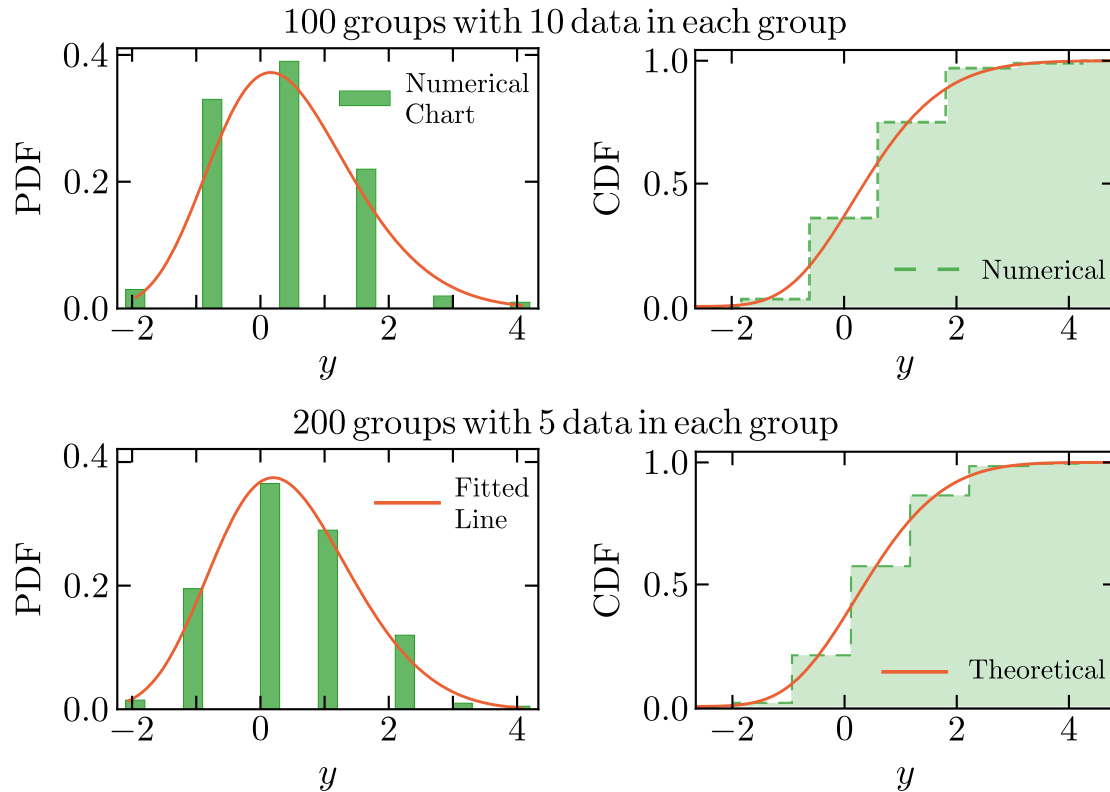 100 groups with 10 data in each group
0.4
0.2
0.0
PDF
Numerical
Chart
−2
0
2
4
y
1.0
0.5
0.0
CDF
Numerical
−2
0
2
4
y
200 groups with 5 data in each group
0.4
0.2
0.0
PDF
Fitted
Line
−2
0
2
4
y
1.0
0.5
0.0
CDF
Theoretical
−2
0
2
4
y